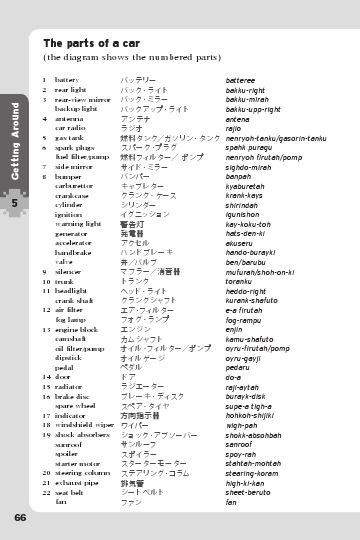 The parts of a car
(the diagram shows the numbered parts)
1 battery バッテリー batteree
2 rear light バック・ライト bakku-right
3 rear-view mirror バック・ミラー bakku-mirah
backup light バックアップ・ライト bakku-upp-right
4 antenna アンテナ antena
car radio ラジオ rajio
5 gas tank 燃料タンク/ガソリン・タンク nenryoh-tanku/gasorin-tanku
6 spark plugs スパーク・プラグ spahk puragu
fuel filter/pump 燃料フィルター/ ポンプ nenryoh firutah/pomp
7 side mirror サイド・ミラー sighdo-mirah
8 bumper バンパー banpah
carburettor キャブレター kyaburetah
crankcase クランク・ケース krank-kays
cylinder シリンダー shirindah
ignition イグニッション igunishon
warning light 警告灯 kay-koku-toh
generator 発電器 hats-den-ki
accelerator アクセル akuseru
handbrake ハンドブレーキ hando-burayki
valve 弁/バルブ ben/barubu
9 silencer マフラー/消音器 mufurah/shoh-on-ki
10 trunk トランク toranku
11 headlight ヘッド・ライト heddo-right
crank shaft クランクシャフト kurank-shafuto
12 air filter エア・フィルター e-a firutah
fog lamp フォグ・ランプ fog-rampu
13 engine block エンジン enjin
camshaft カムシャフト kamu-shafuto
oil filter/pump オイル・フィルター/ポンプ oyru-firutah/pomp
dipstick オイルゲージ oyru-gayji
pedal ペダル pedaru
14 door ドア do-a
15 radiator ラジエーター raji-aytah
16 brake disc ブレーキ・ディスク burayk-disk
spare wheel スペア・タイヤ supe-a tigh-a
17 indicator 方向指示器 hohkoh-shijiki
18 windshield wiper ワイパー wigh-pah
19 shock absorbers ショック・アブソーバー shokk-absohbah
sunroof サンルーフ sanroof
spoiler スポイラー spoy-rah
starter motor スターターモーター stahtah-mohtah
20 steering column ステアリング・コラム stearing-koram
21 exhaust pipe 排気管 high-ki-kan
22 seat belt シートベルト sheet-beruto
fan ファン fan
Getting Around
5
66